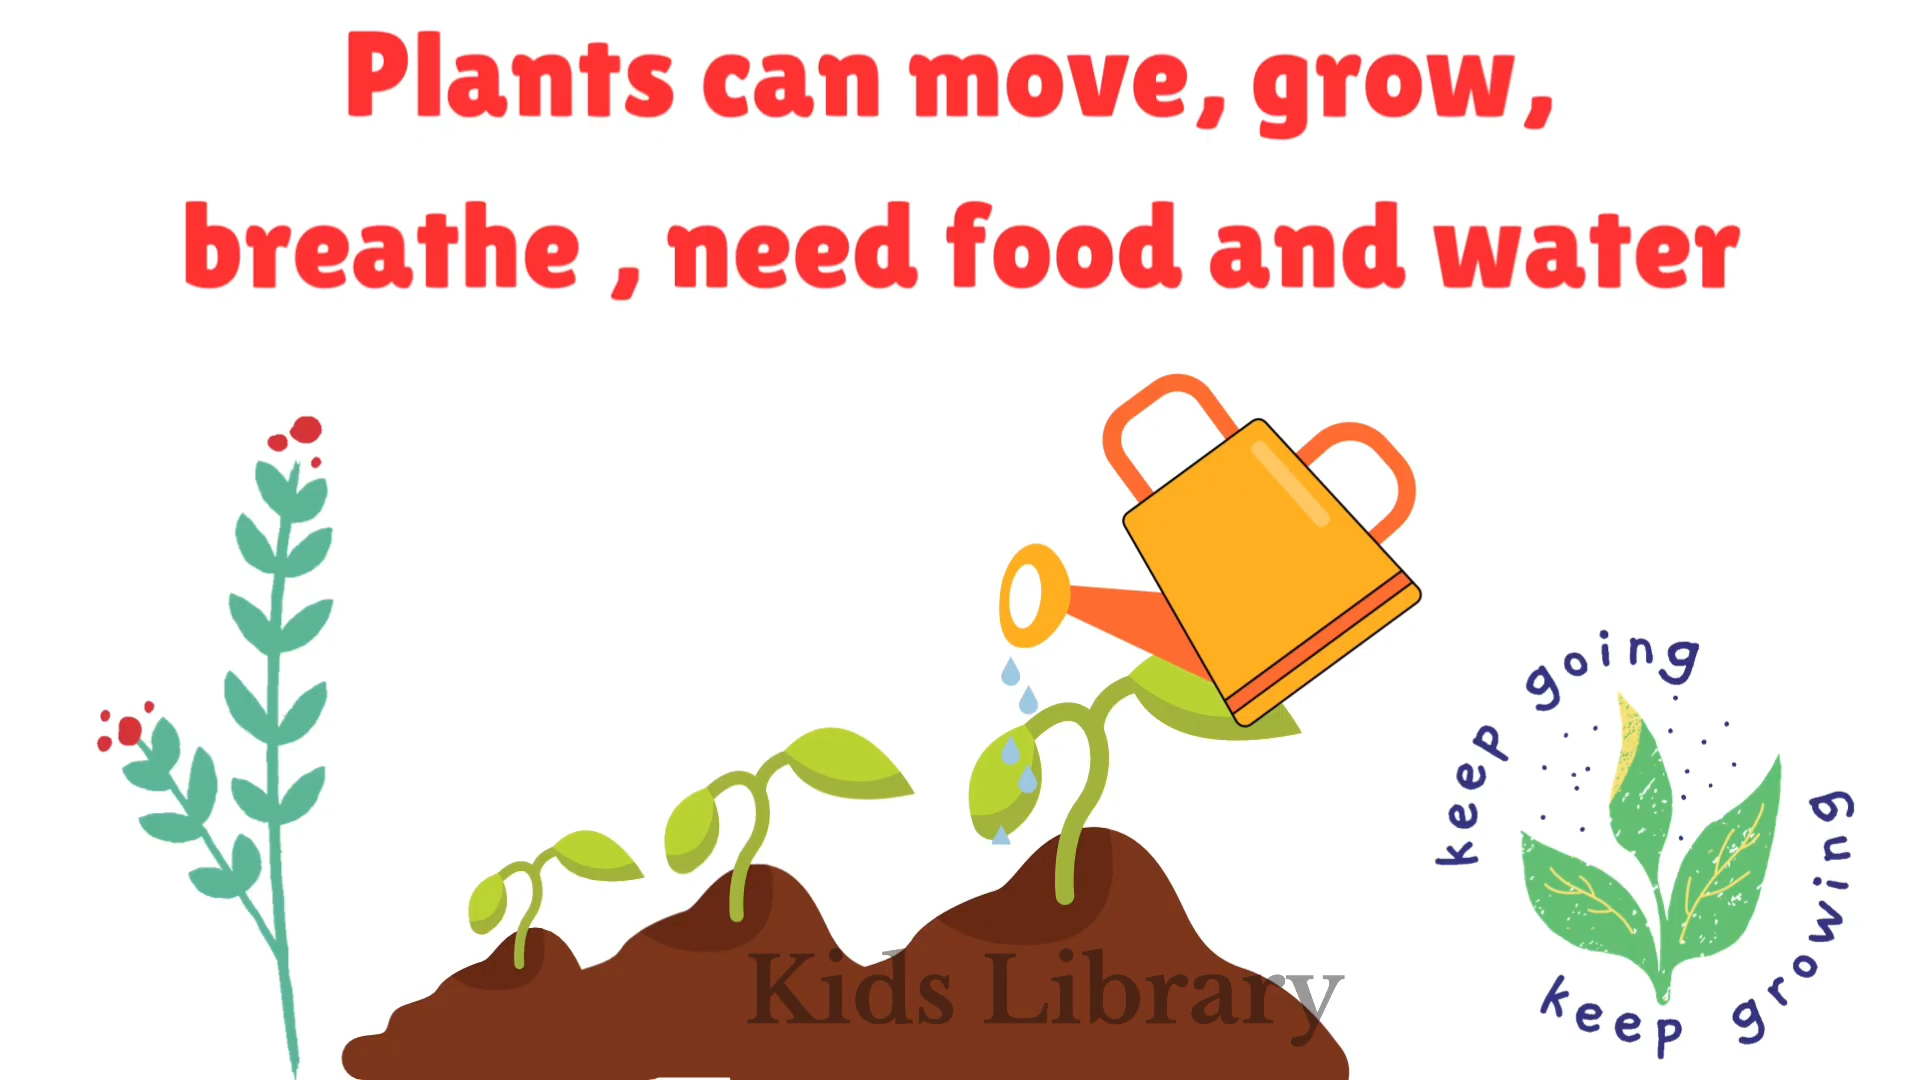 Plants can move, grow,
breathe , need food and water
keep going
keep growing
Kids Library